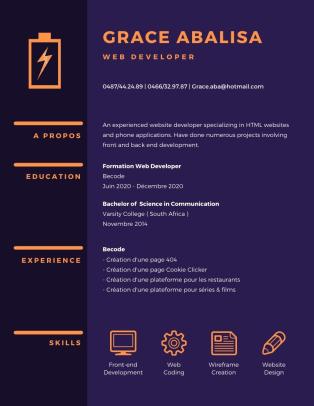 GRACE ABALISA
WEB DEVELOPER
0487/44.24.89 | 0466/32.97.87 | Grace.aba@hotmail.com
A PROPOS
An experienced website developer specializing in HTML websites
and phone applications. Have done numerous projects involving
front and back end development.
EDUCATION
Formation Web Developer
Becode
Juin 2020 - Décembre 2020
Bachelor of Science in Communication
Varsity College ( South Africa )
Novembre 2014
EXPERIENCE
Becode
- Création d'une page 404
- Création d'une page Cookie Clicker
- Création d'une plateforme pour les restaurants
- Création d'une plateforme pour séries & films
SKILLS
Front-end
Development
Web
Coding
Wireframe
Creation
Website
Design